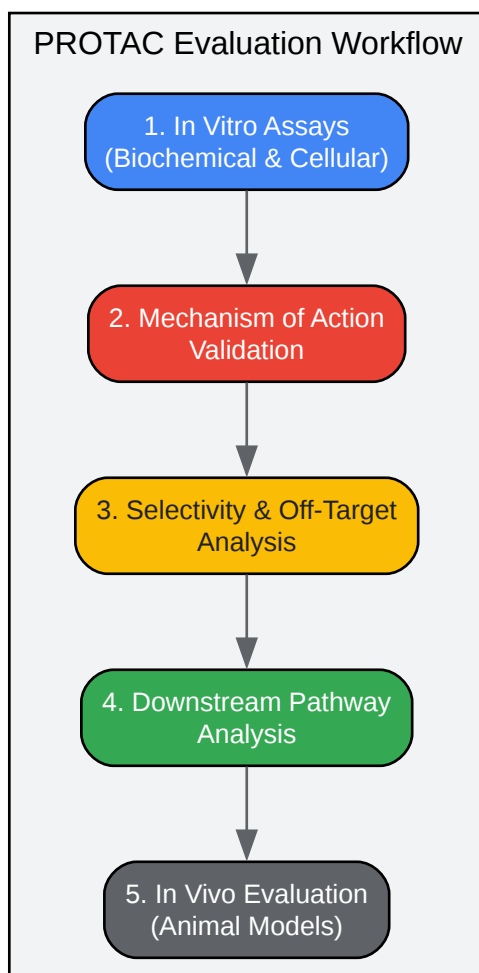 PROTAC Evaluation Workflow
1. In Vitro Assays
(Biochemical & Cellular)
2. Mechanism of Action
Validation
3. Selectivity & Off-Target
Analysis
4. Downstream Pathway
Analysis
5. In Vivo Evaluation
(Animal Models)